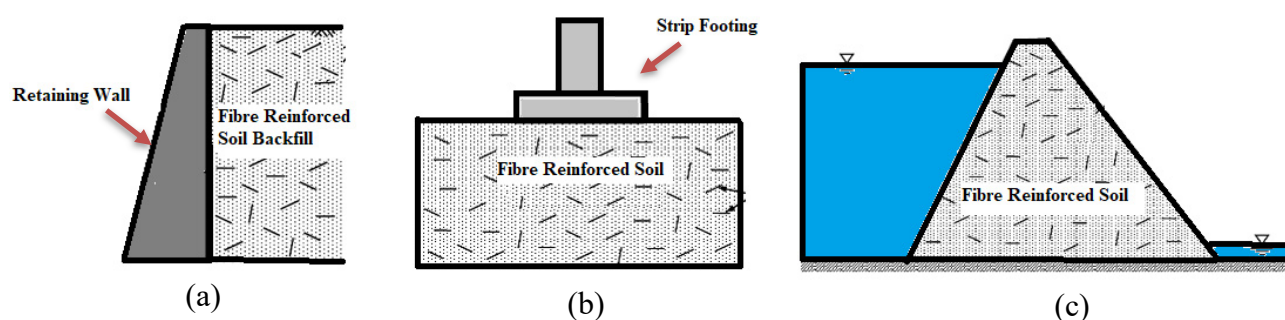 Retaining Wall
Fibre Reinforced
Soil Backfill
(a)
Strip Footing
Fibre Reinforced Soil
(b)
Fibre Reinforced Soil
(c)